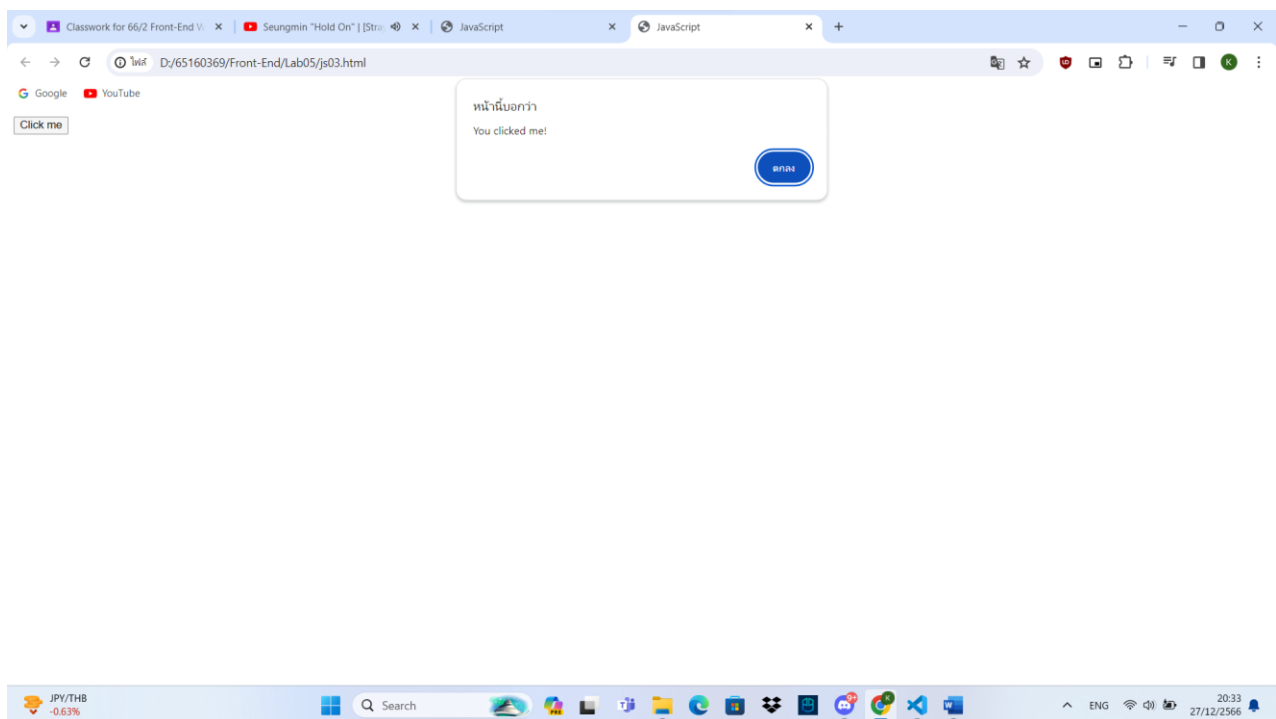 Classwork for 66/2 Front-End W
Seungmin "Hold On" | [Stra
JavaScript
JavaScript
ไฟล์
D:/65160369/Front-End/Lab05/js03.html
K
Google
YouTube
Click me
หน้านี้บอกว่า
You clicked me!
ตกลง
JPY/THB
-0.63%
Search
PRE
9+
K
ENG
20:33
27/12/2566